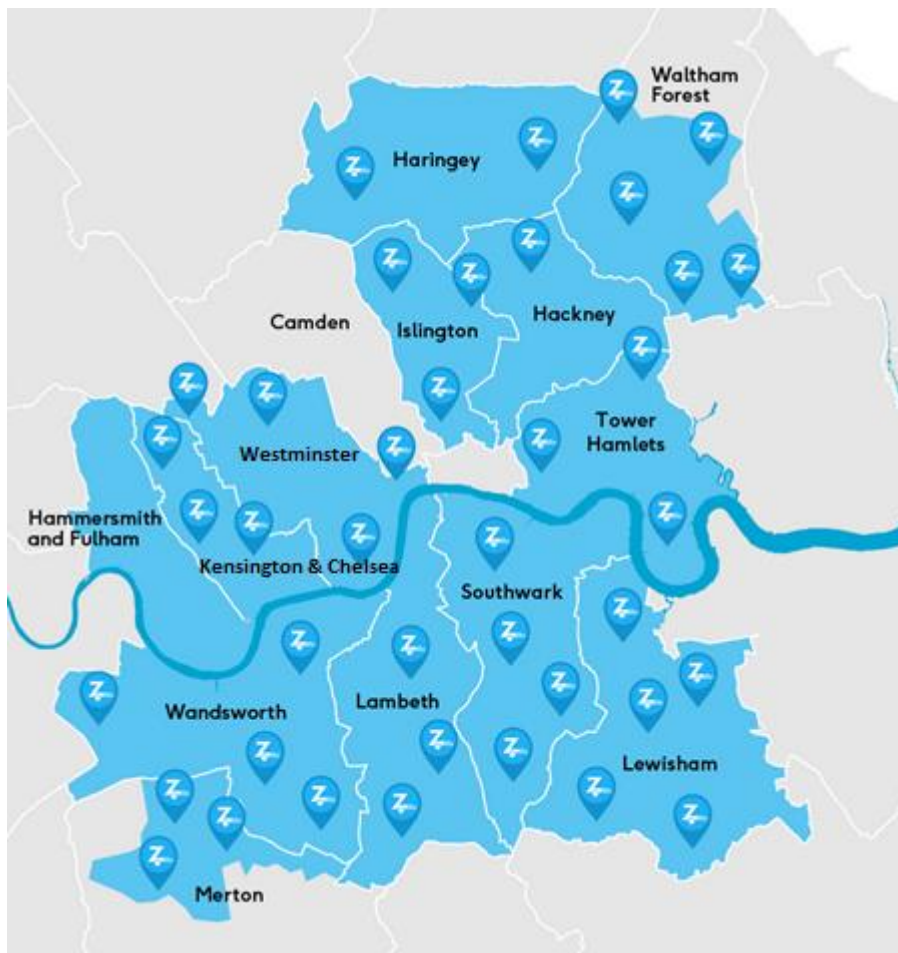 Waltham
Forest
Haringey
Camden
Islington
Hackney
Westminster
Tower
Hamlets
Hammersmith
and Fulham
Kensington & Chelsea
Southwark
Wandsworth
Lambeth
Lewisham
Merton